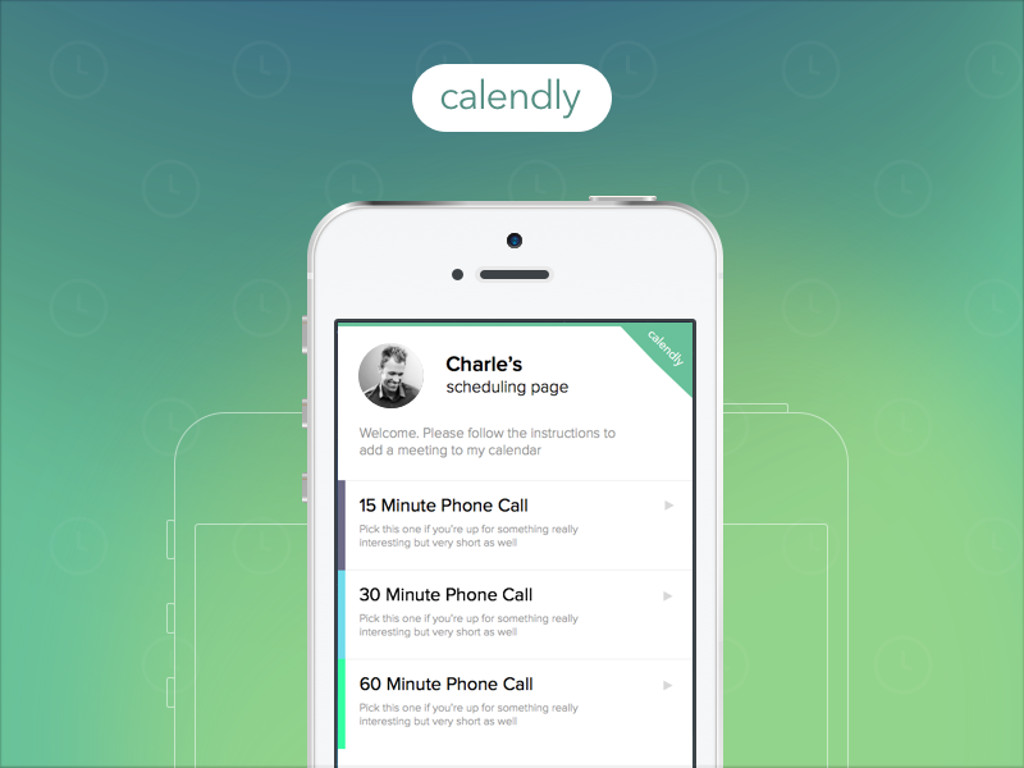 calendly
calendly
Charle's
scheduling page
Welcome. Please follow the instructions to
add a meeting to my calendar
15 Minute Phone Call
Pick this one if you're up for something really
interesting but very short as well
30 Minute Phone Call
Pick this one if you're up for something really
interesting but very short as well
60 Minute Phone Call
Pick this one if you're up for something really
interesting but very short as well